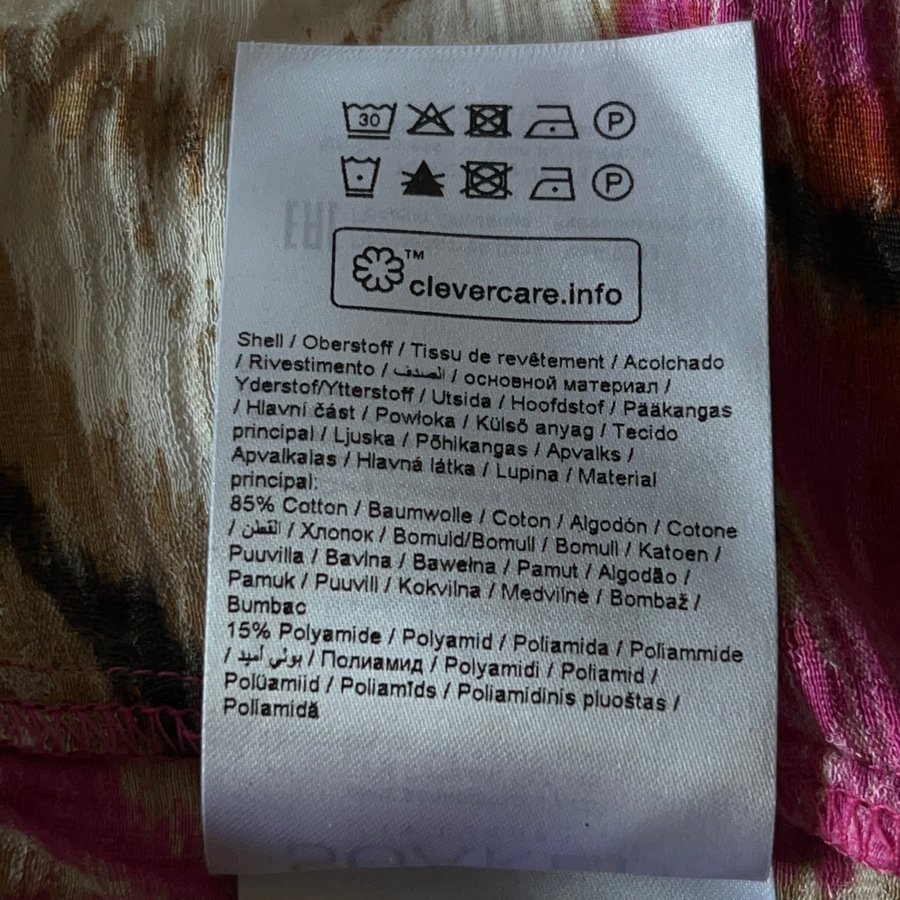 30 P
P
EAC
™
clevercare.info
Shell / Oberstoff / Tissu de revêtement / Acolchado
/ Rivestimento / الصدف / основной материал /
Yderstof/Ytterstoff / Utsida / Hoofdstof / Pääkangas
/ Hlavní část / Powłoka / Külső anyag / Tecido
principal / Ljuska / Põhikangas / Apvalks /
Apvalkalas / Hlavná látka / Lupina / Material
principal:
85% Cotton / Baumwolle / Coton / Algodón / Cotone
/ القطن / Хлопок / Bomuld/Bomull / Bomull / Katoen /
Puuvilla / Bavlna / Bawełna / Pamut / Algodão /
Pamuk / Puuvill / Kokvilna / Medvilnė / Bombaž /
Bumbac
15% Polyamide / Polyamid / Poliamida / Poliammide
/ بولي أميد / Полиамид / Polyamidi / Poliamid /
Polüamiid / Poliamīds / Poliamidinis pluoštas /
Poliamidă